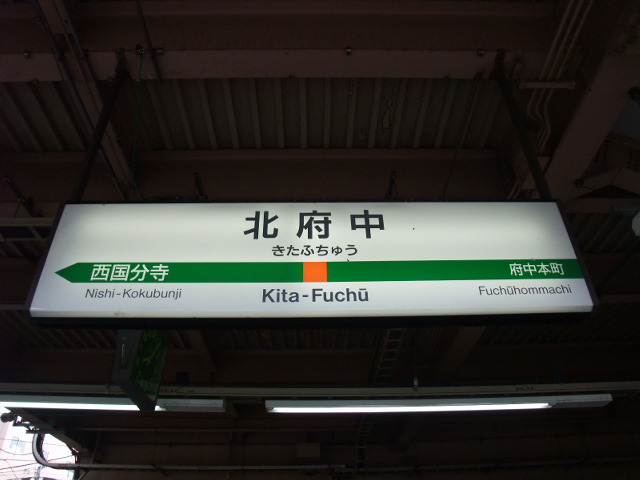 北府中
きたふちゅう
西国分寺
府中本町
Nishi-Kokubunji
Kita-Fuchū
Fuchūhommachi